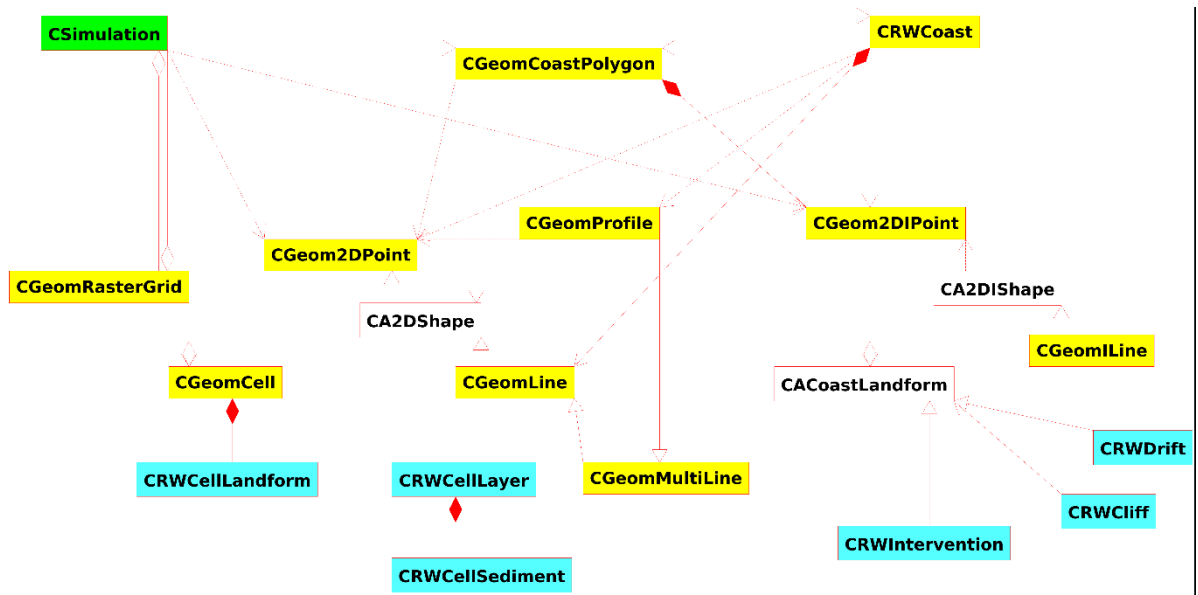 CSimulation
CRWCoast
CGeomCoastPolygon
CGeomProfile
CGeom2DIPoint
CGeom2DPoint
CGeomRasterGrid
CA2DIShape
CA2DShape
CGeomILine
CGeomCell
CGeomLine
CACoastLandform
CRWDrift
CRWCellLandform
CRWCellLayer
CGeomMultiLine
CRWCliff
CRWIntervention
CRWCellSediment